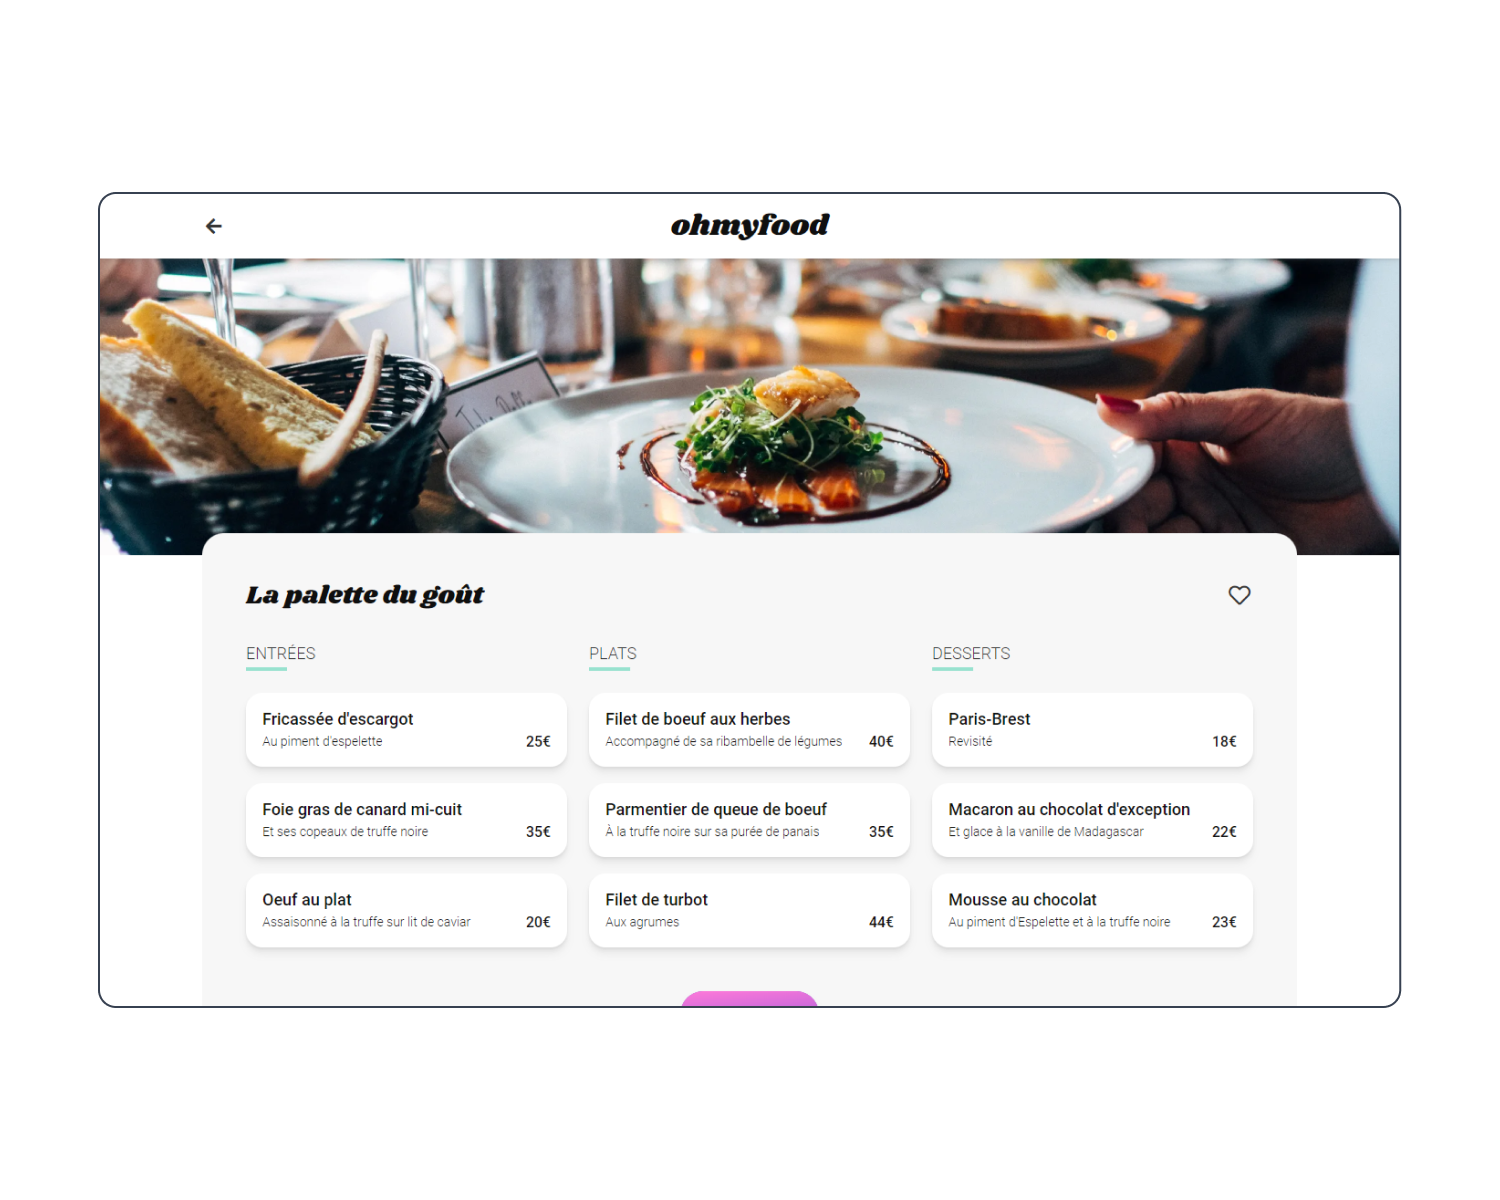 ohmyfood
La palette du goût
ENTRÉES
Fricassée d'escargot
Au piment d'espelette 25€
Foie gras de canard mi-cuit
Et ses copeaux de truffe noire 35€
Oeuf au plat
Assaisonné à la truffe sur lit de caviar 20€
PLATS
Filet de boeuf aux herbes
Accompagné de sa ribambelle de légumes 40€
Parmentier de queue de boeuf
À la truffe noire sur sa purée de panais 35€
Filet de turbot
Aux agrumes 44€
DESSERTS
Paris-Brest
Revisité 18€
Macaron au chocolat d'exception
Et glace à la vanille de Madagascar 22€
Mousse au chocolat
Au piment d'Espelette et à la truffe noire 23€